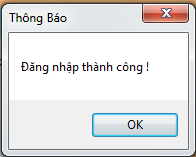 Thông Báo
Đăng nhập thành công !
OK